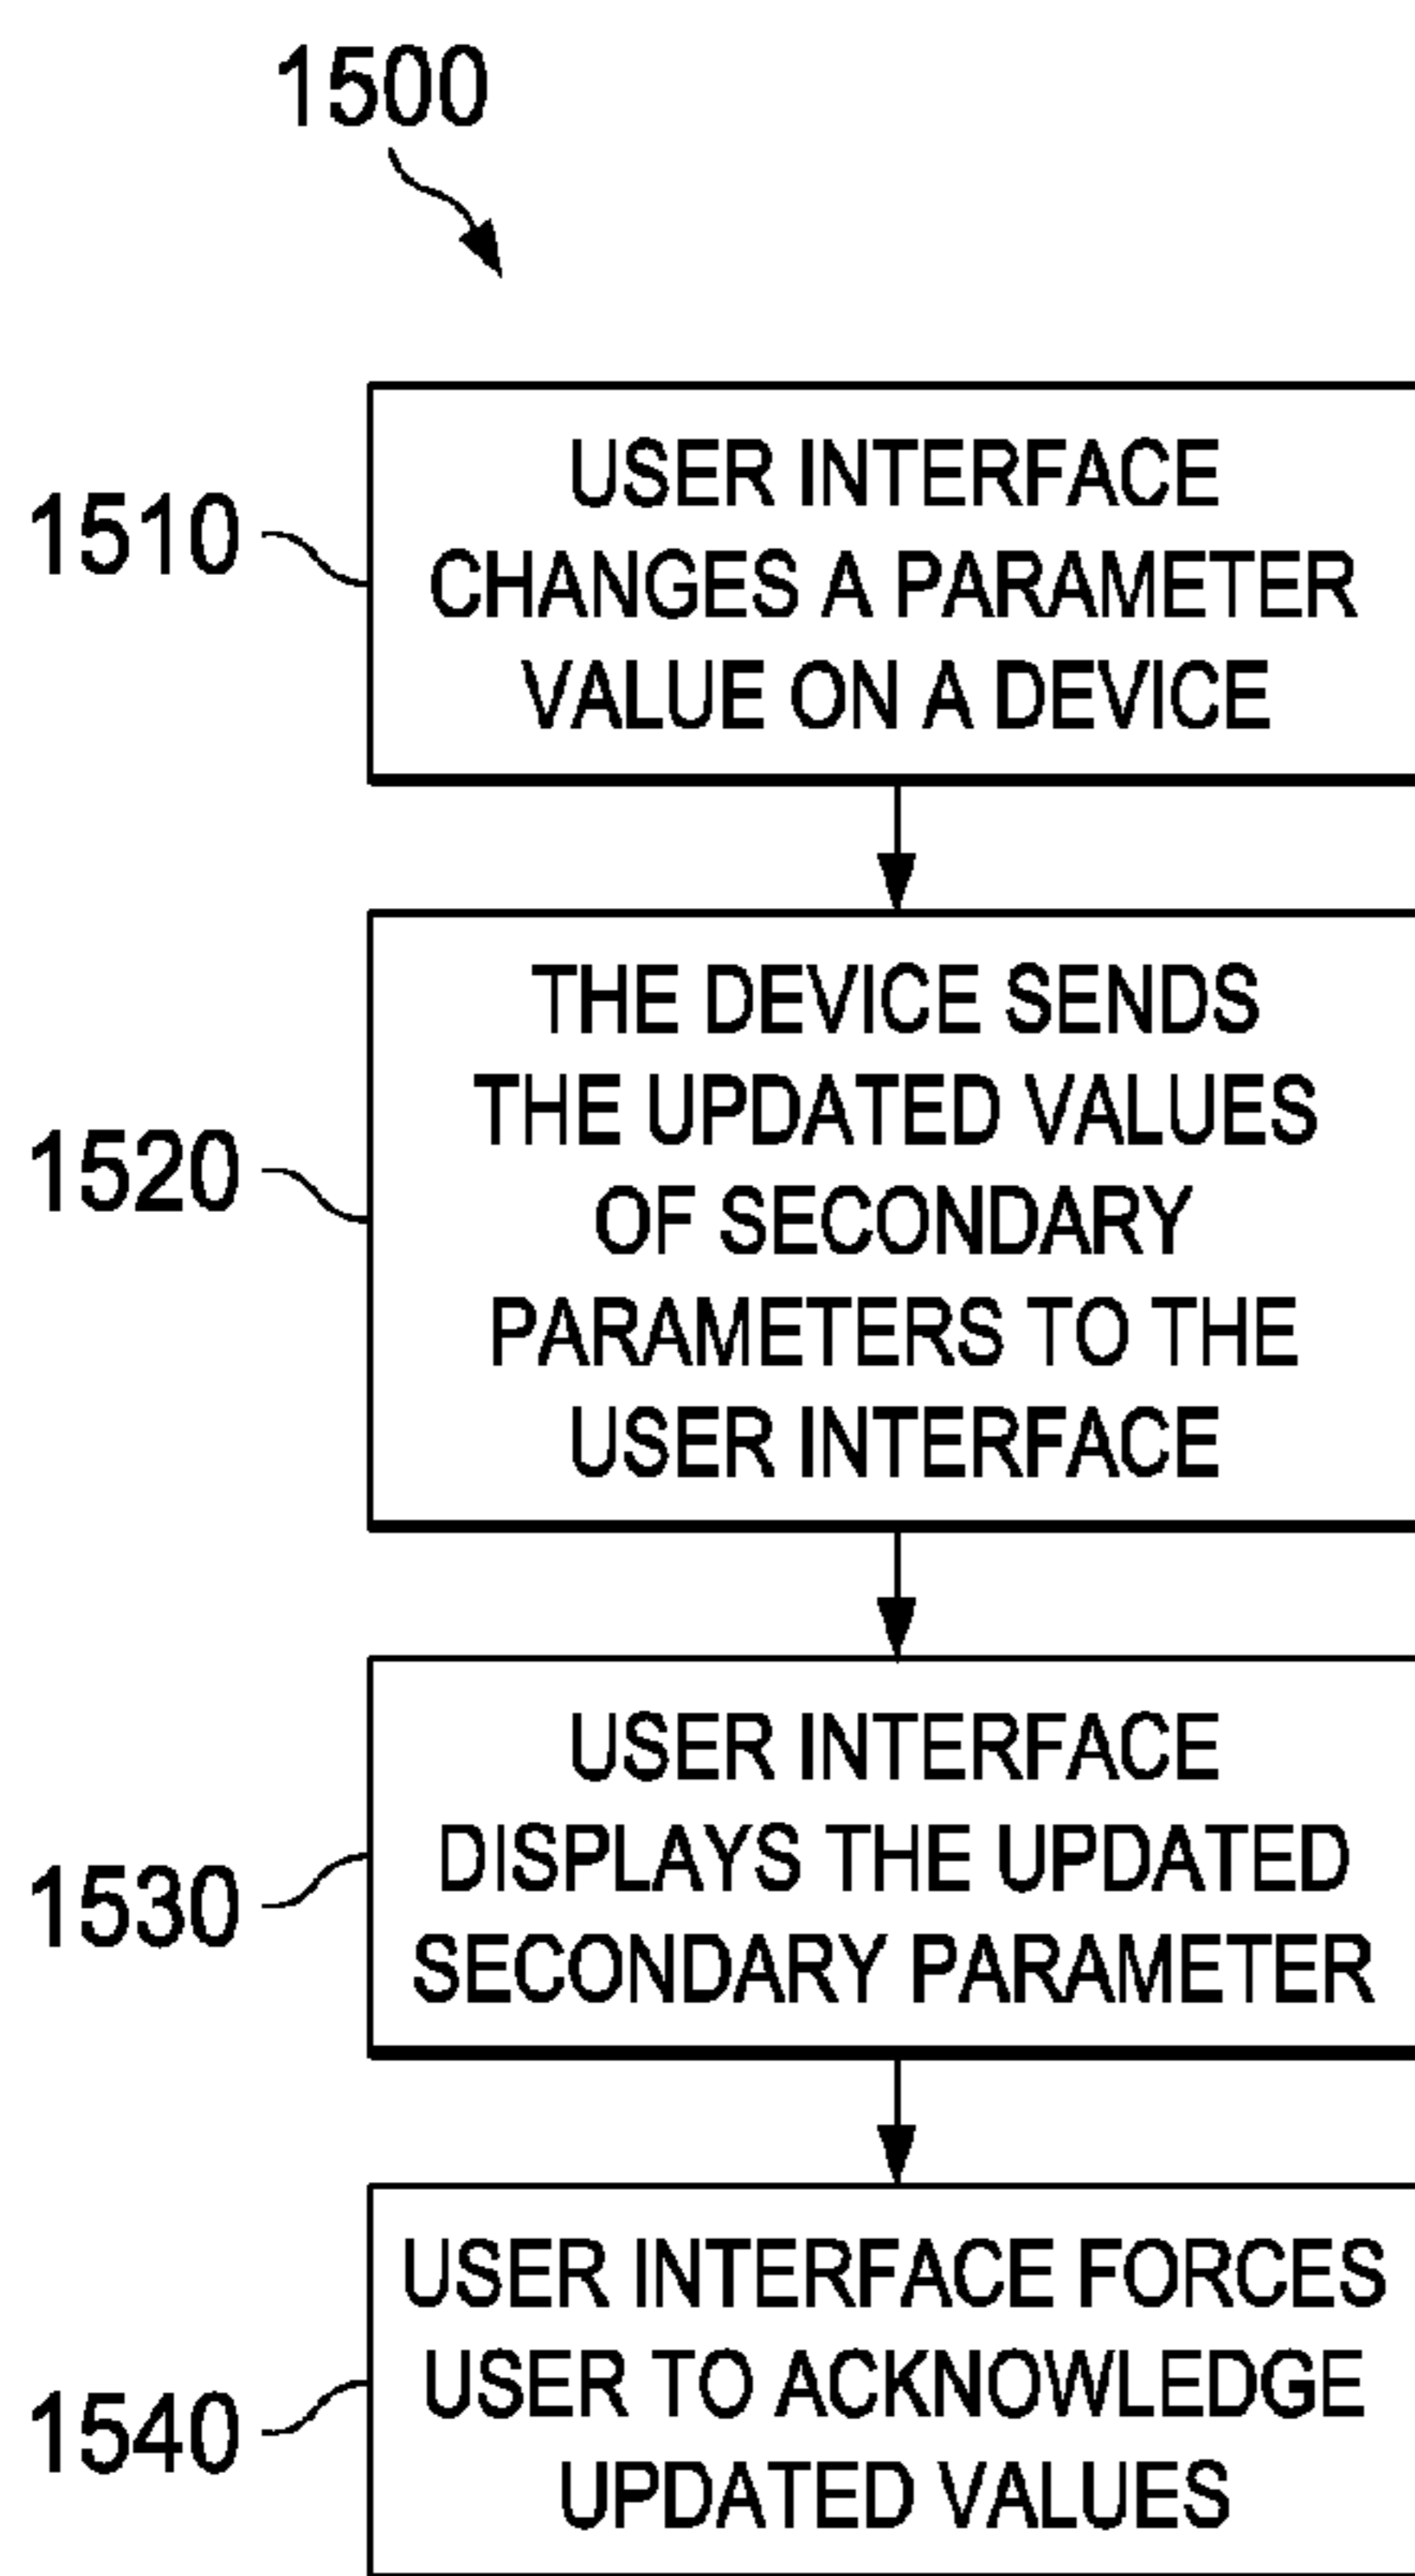 1500
1510
USER INTERFACE
CHANGES A PARAMETER
VALUE ON A DEVICE
1520
THE DEVICE SENDS
THE UPDATED VALUES
OF SECONDARY
PARAMETERS TO THE
USER INTERFACE
1530
USER INTERFACE
DISPLAYS THE UPDATED
SECONDARY PARAMETER
1540
USER INTERFACE FORCES
USER TO ACKNOWLEDGE
UPDATED VALUES